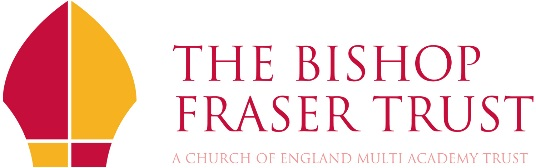 THE BISHOP
FRASER TRUST
A CHURCH OF ENGLAND MULTI ACADEMY TRUST